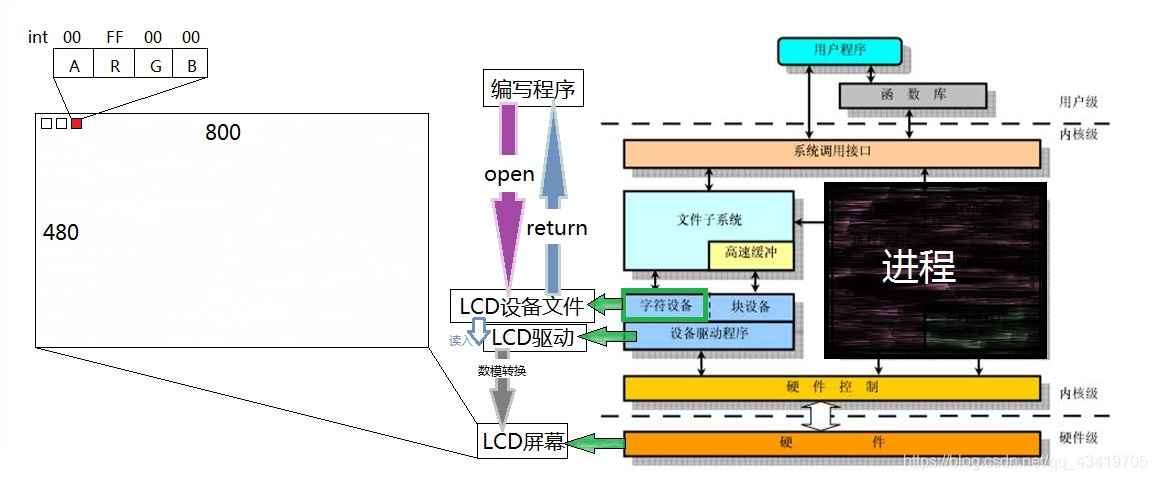 int 00 FF 00 00
A R G B
800
480
编写程序
open
return
LCD设备文件
读入
LCD驱动
数模转换
LCD屏幕
用户程序
函 数 库
用户级
内核级
系统调用接口
文件子系统
高速缓冲
进程
字符设备
块设备
设备驱动程序
硬 件 控 制
内核级
硬 件
硬件级
https://blog.csdn.net/qq_43419705